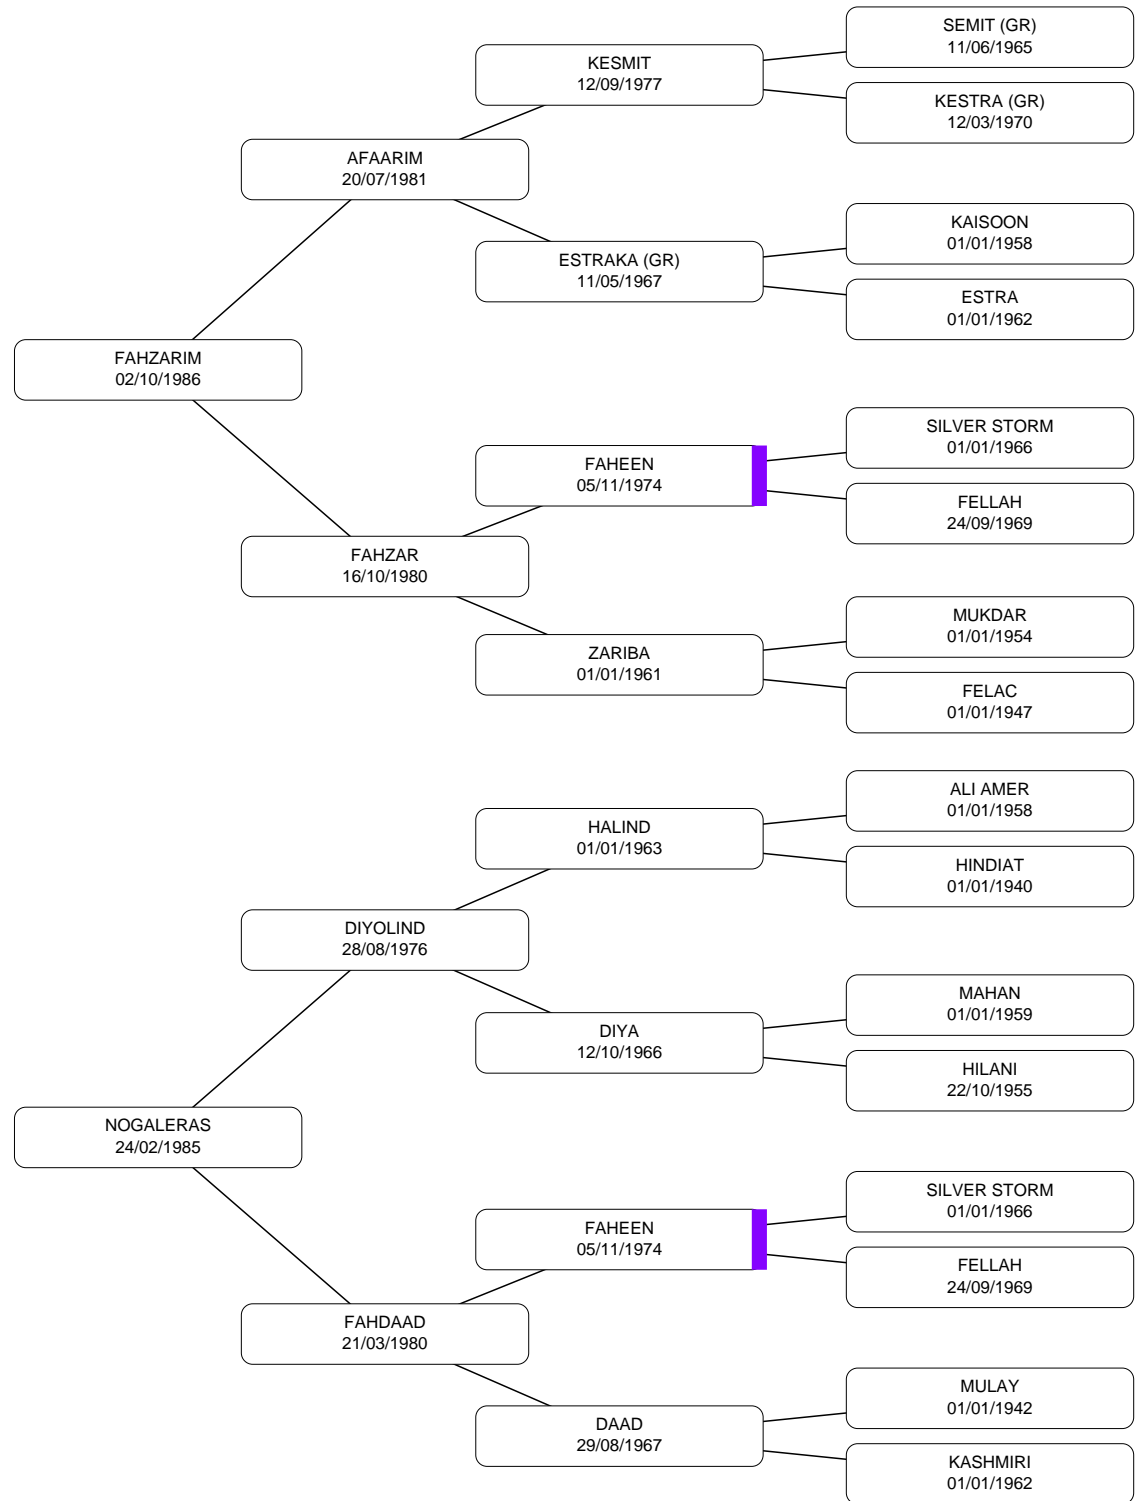 SEMIT (GR)
11/06/1965
KESMIT
12/09/1977
KESTRA (GR)
12/03/1970
AFAARIM
20/07/1981
KAISOON
01/01/1958
ESTRAKA (GR)
11/05/1967
ESTRA
01/01/1962
FAHZARIM
02/10/1986
SILVER STORM
01/01/1966
FAHEEN
05/11/1974
FELLAH
24/09/1969
FAHZAR
16/10/1980
MUKDAR
01/01/1954
ZARIBA
01/01/1961
FELAC
01/01/1947
ALI AMER
01/01/1958
HALIND
01/01/1963
HINDIAT
01/01/1940
DIYOLIND
28/08/1976
MAHAN
01/01/1959
DIYA
12/10/1966
HILANI
22/10/1955
NOGALERAS
24/02/1985
SILVER STORM
01/01/1966
FAHEEN
05/11/1974
FELLAH
24/09/1969
FAHDAAD
21/03/1980
MULAY
01/01/1942
DAAD
29/08/1967
KASHMIRI
01/01/1962